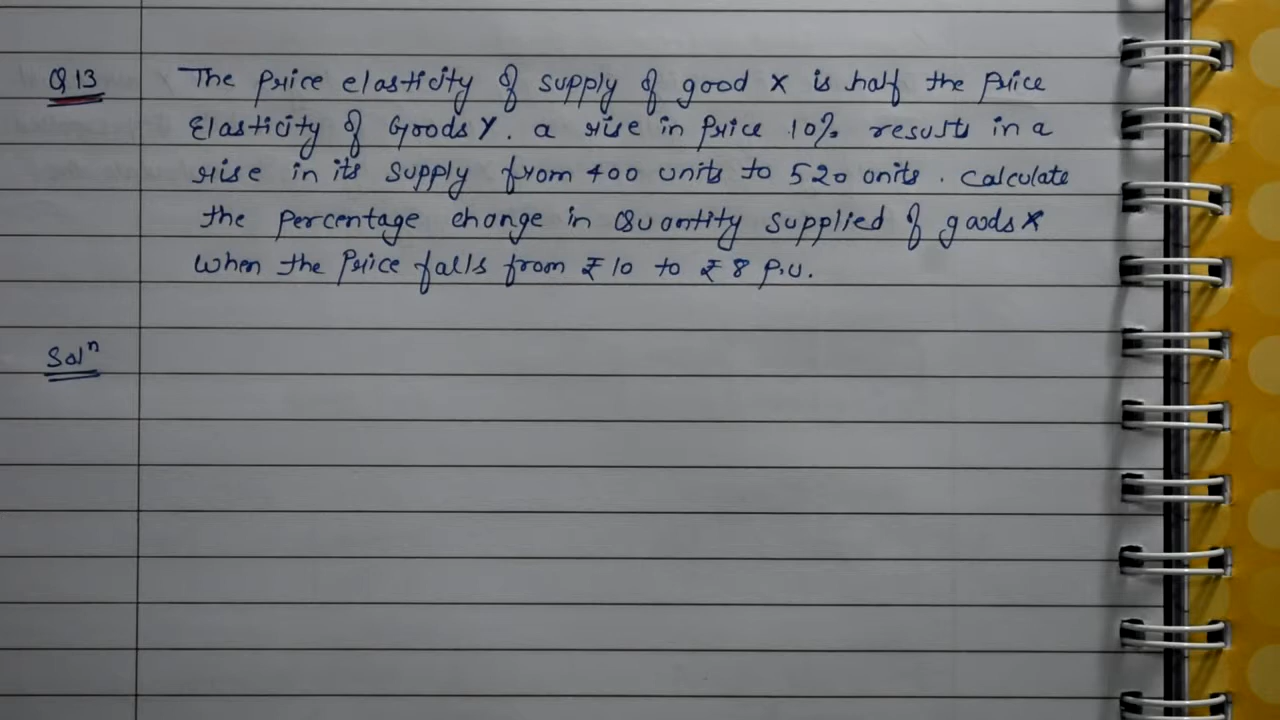 Q 13 The Price elasticity of supply of good X is half the Price
Elasticity of Goods Y. a rise in Price 10% results in a
rise in its supply from 400 units to 520 units. Calculate
the Percentage change in Quantity supplied of goods X
when the Price falls from ₹ 10 to ₹ 8 P.U.
Solⁿ